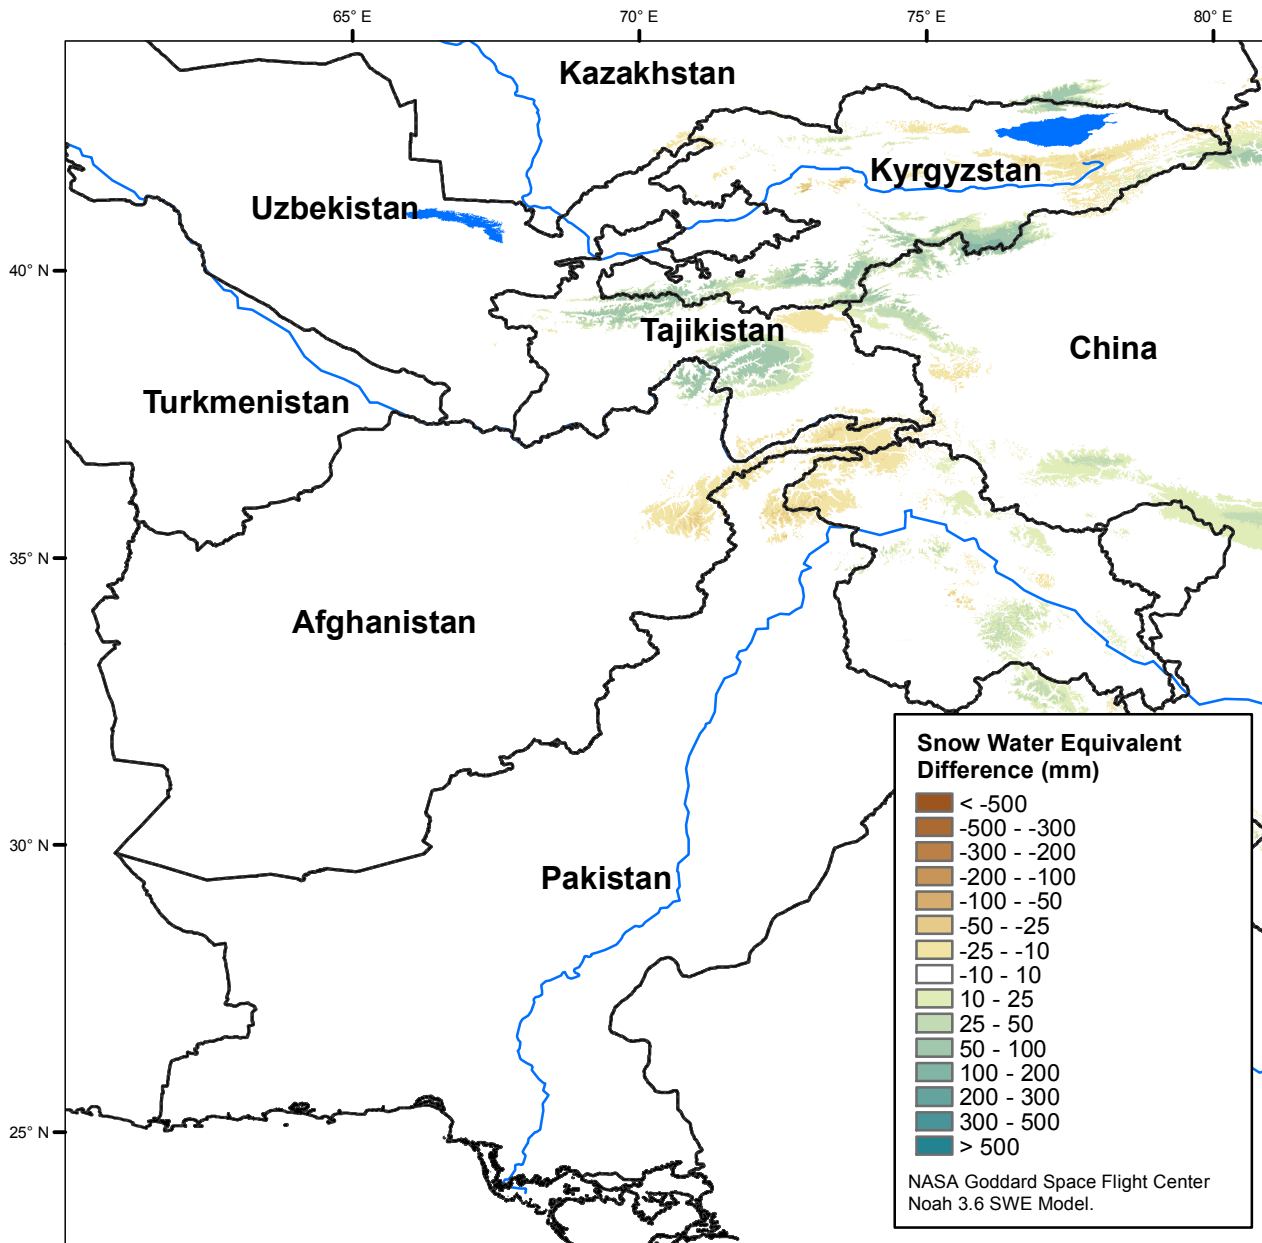 65° E
70° E
75° E
80° E
Kazakhstan
Kyrgyzstan
Uzbekistan
40° N
Tajikistan
China
Turkmenistan
35° N
Afghanistan
Snow Water Equivalent
Difference (mm)
< -500
-500 - -300
-300 - -200
-200 - -100
-100 - -50
-50 - -25
-25 - -10
-10 - 10
10 - 25
25 - 50
50 - 100
100 - 200
200 - 300
300 - 500
> 500
NASA Goddard Space Flight Center
Noah 3.6 SWE Model.
30° N
Pakistan
25° N